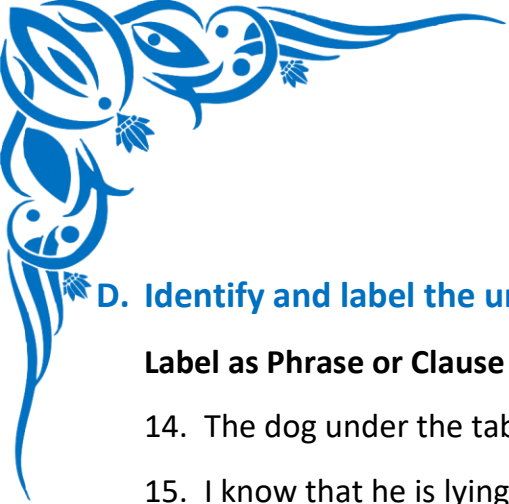 D. Identify and label the
Label as Phrase or Clause
14. The dog under the
15. I know that he is lying